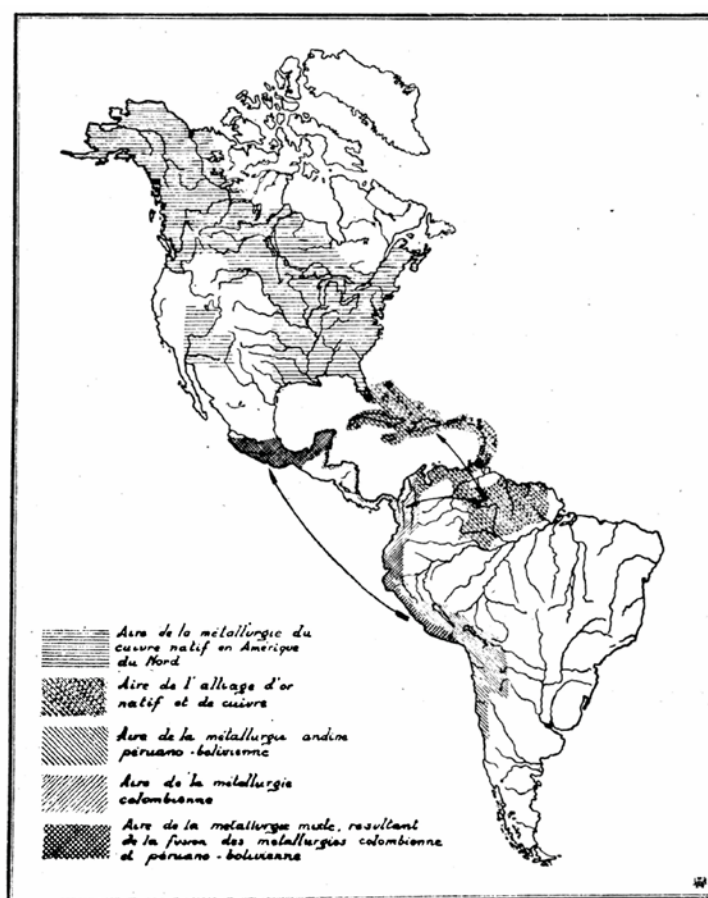 Aire de la métallurgie du
cuivre natif en Amérique
du Nord
Aire de l'alliage d'or
natif et de cuivre
Aire de la métallurgie andine
péruano-bolivienne
Aire de la métallurgie
colombienne
Aire de la métallurgie mixte, résultant
de la fusion des métallurgies colombienne
et péruano-bolivienne